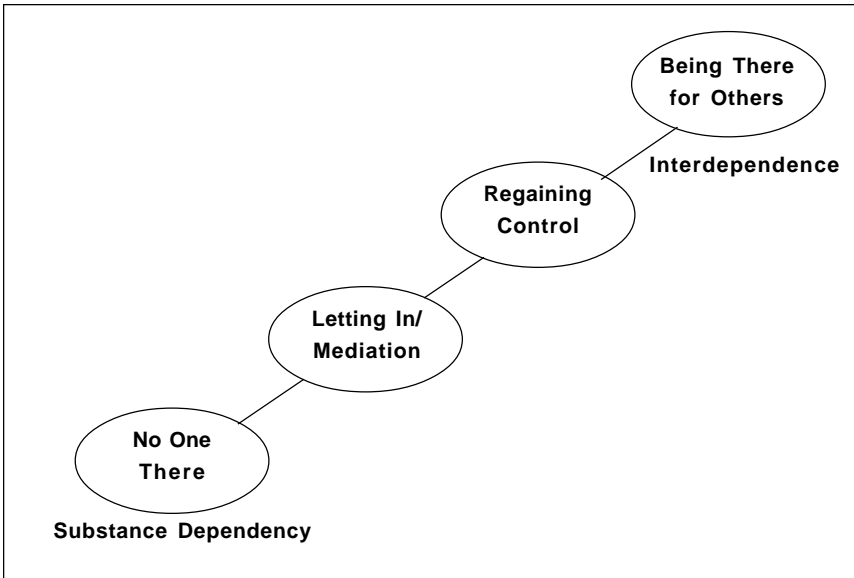 Being There
for Others
Interdependence
Regaining
Control
Letting In/
Mediation
No One
There
Substance Dependency